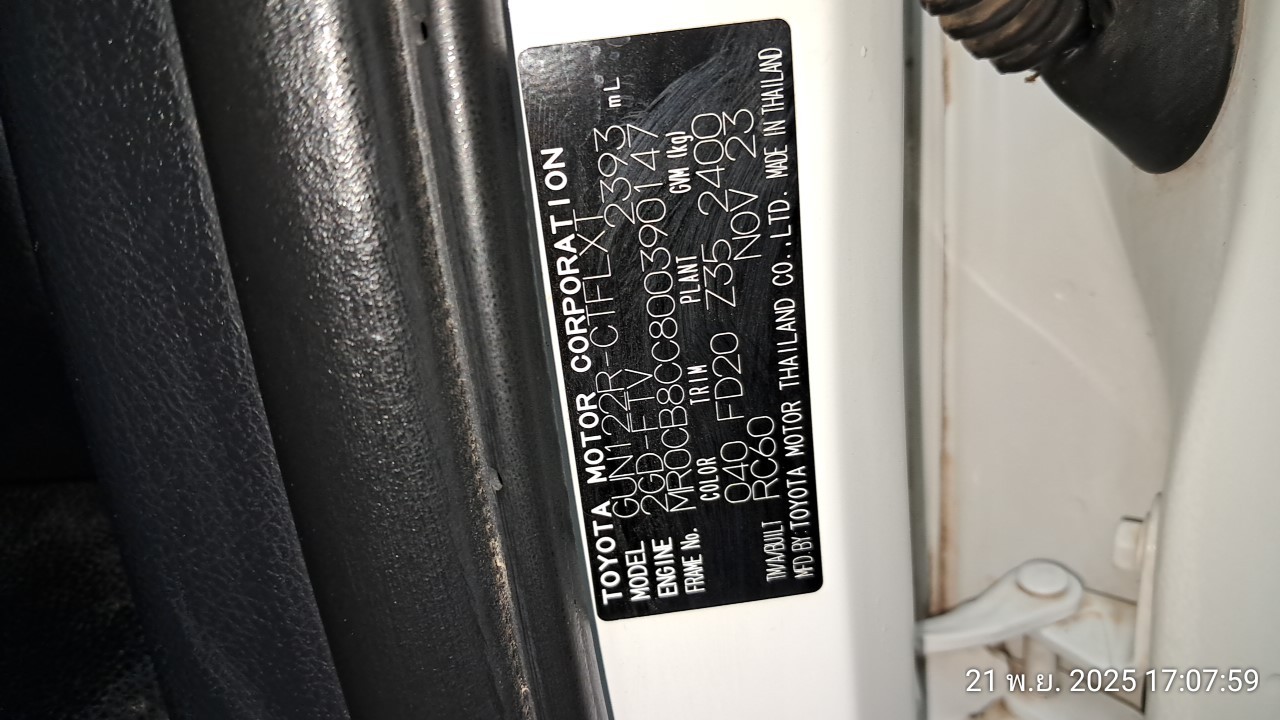 TOYOTA MOTOR CORPORATION
MODEL GUN122R-CTFLXT
ENGINE 2GD-FTV 2393 mL
FRAME No. MR0CB8CC800390147
COLOR TRIM PLANT GVM (kg)
040 FD20 Z35 2400
RC60 NOV 23
TM/A/BUILT
MFD.BY:TOYOTA MOTOR THAILAND CO.,LTD. MADE IN THAILAND
21 พ.ย. 2025 17:07:59